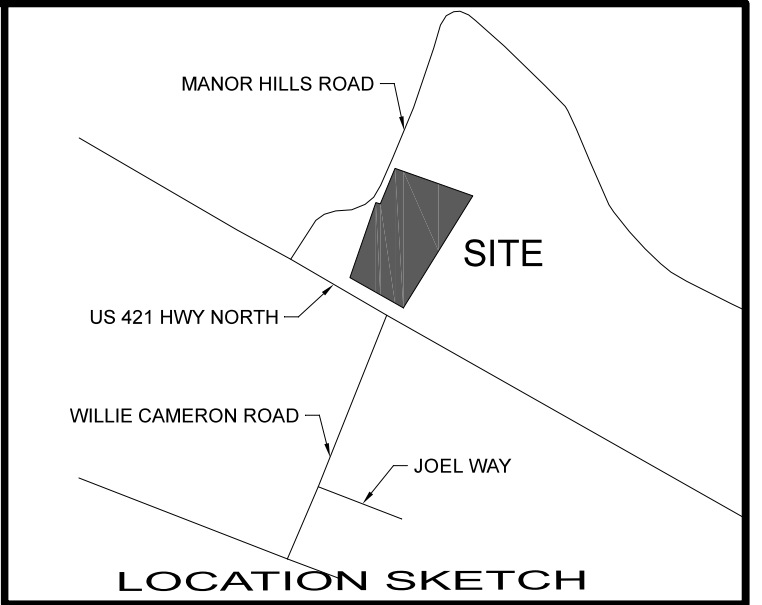 MANOR HILLS ROAD
SITE
US 421 HWY NORTH
WILLIE CAMERON ROAD
JOEL WAY
LOCATION SKETCH